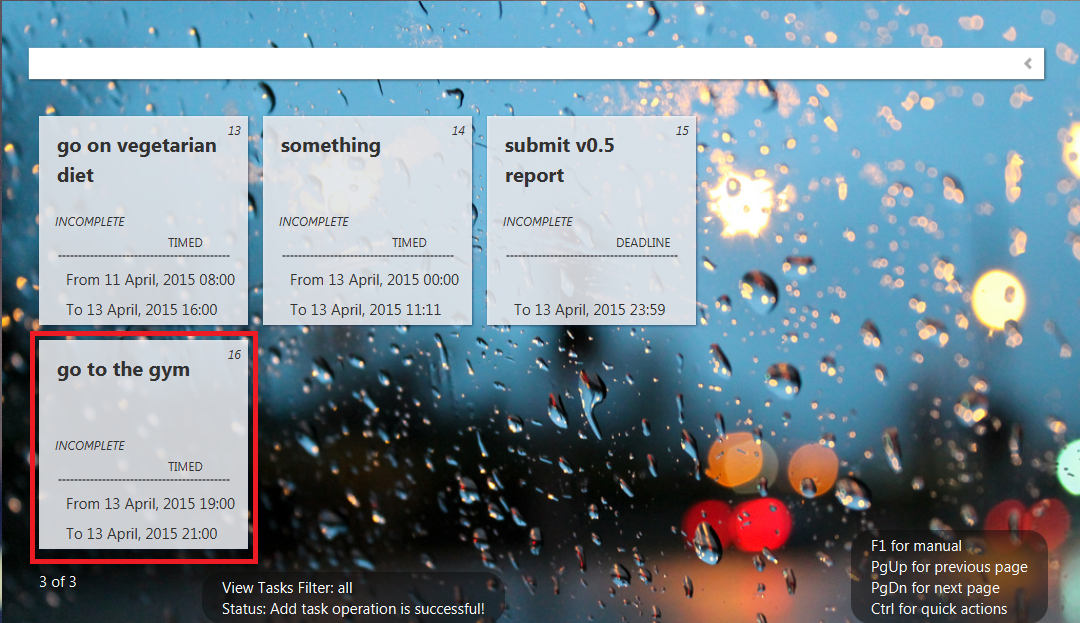 13
go on vegetarian
diet
INCOMPLETE
TIMED
From 11 April, 2015 08:00
To 13 April, 2015 16:00
14
something
INCOMPLETE
TIMED
From 13 April, 2015 00:00
To 13 April, 2015 11:11
15
submit v0.5
report
INCOMPLETE
DEADLINE
To 13 April, 2015 23:59
16
go to the gym
INCOMPLETE
TIMED
From 13 April, 2015 19:00
To 13 April, 2015 21:00
3 of 3
View Tasks Filter: all
Status: Add task operation is successful!
F1 for manual
PgUp for previous page
PgDn for next page
Ctrl for quick actions